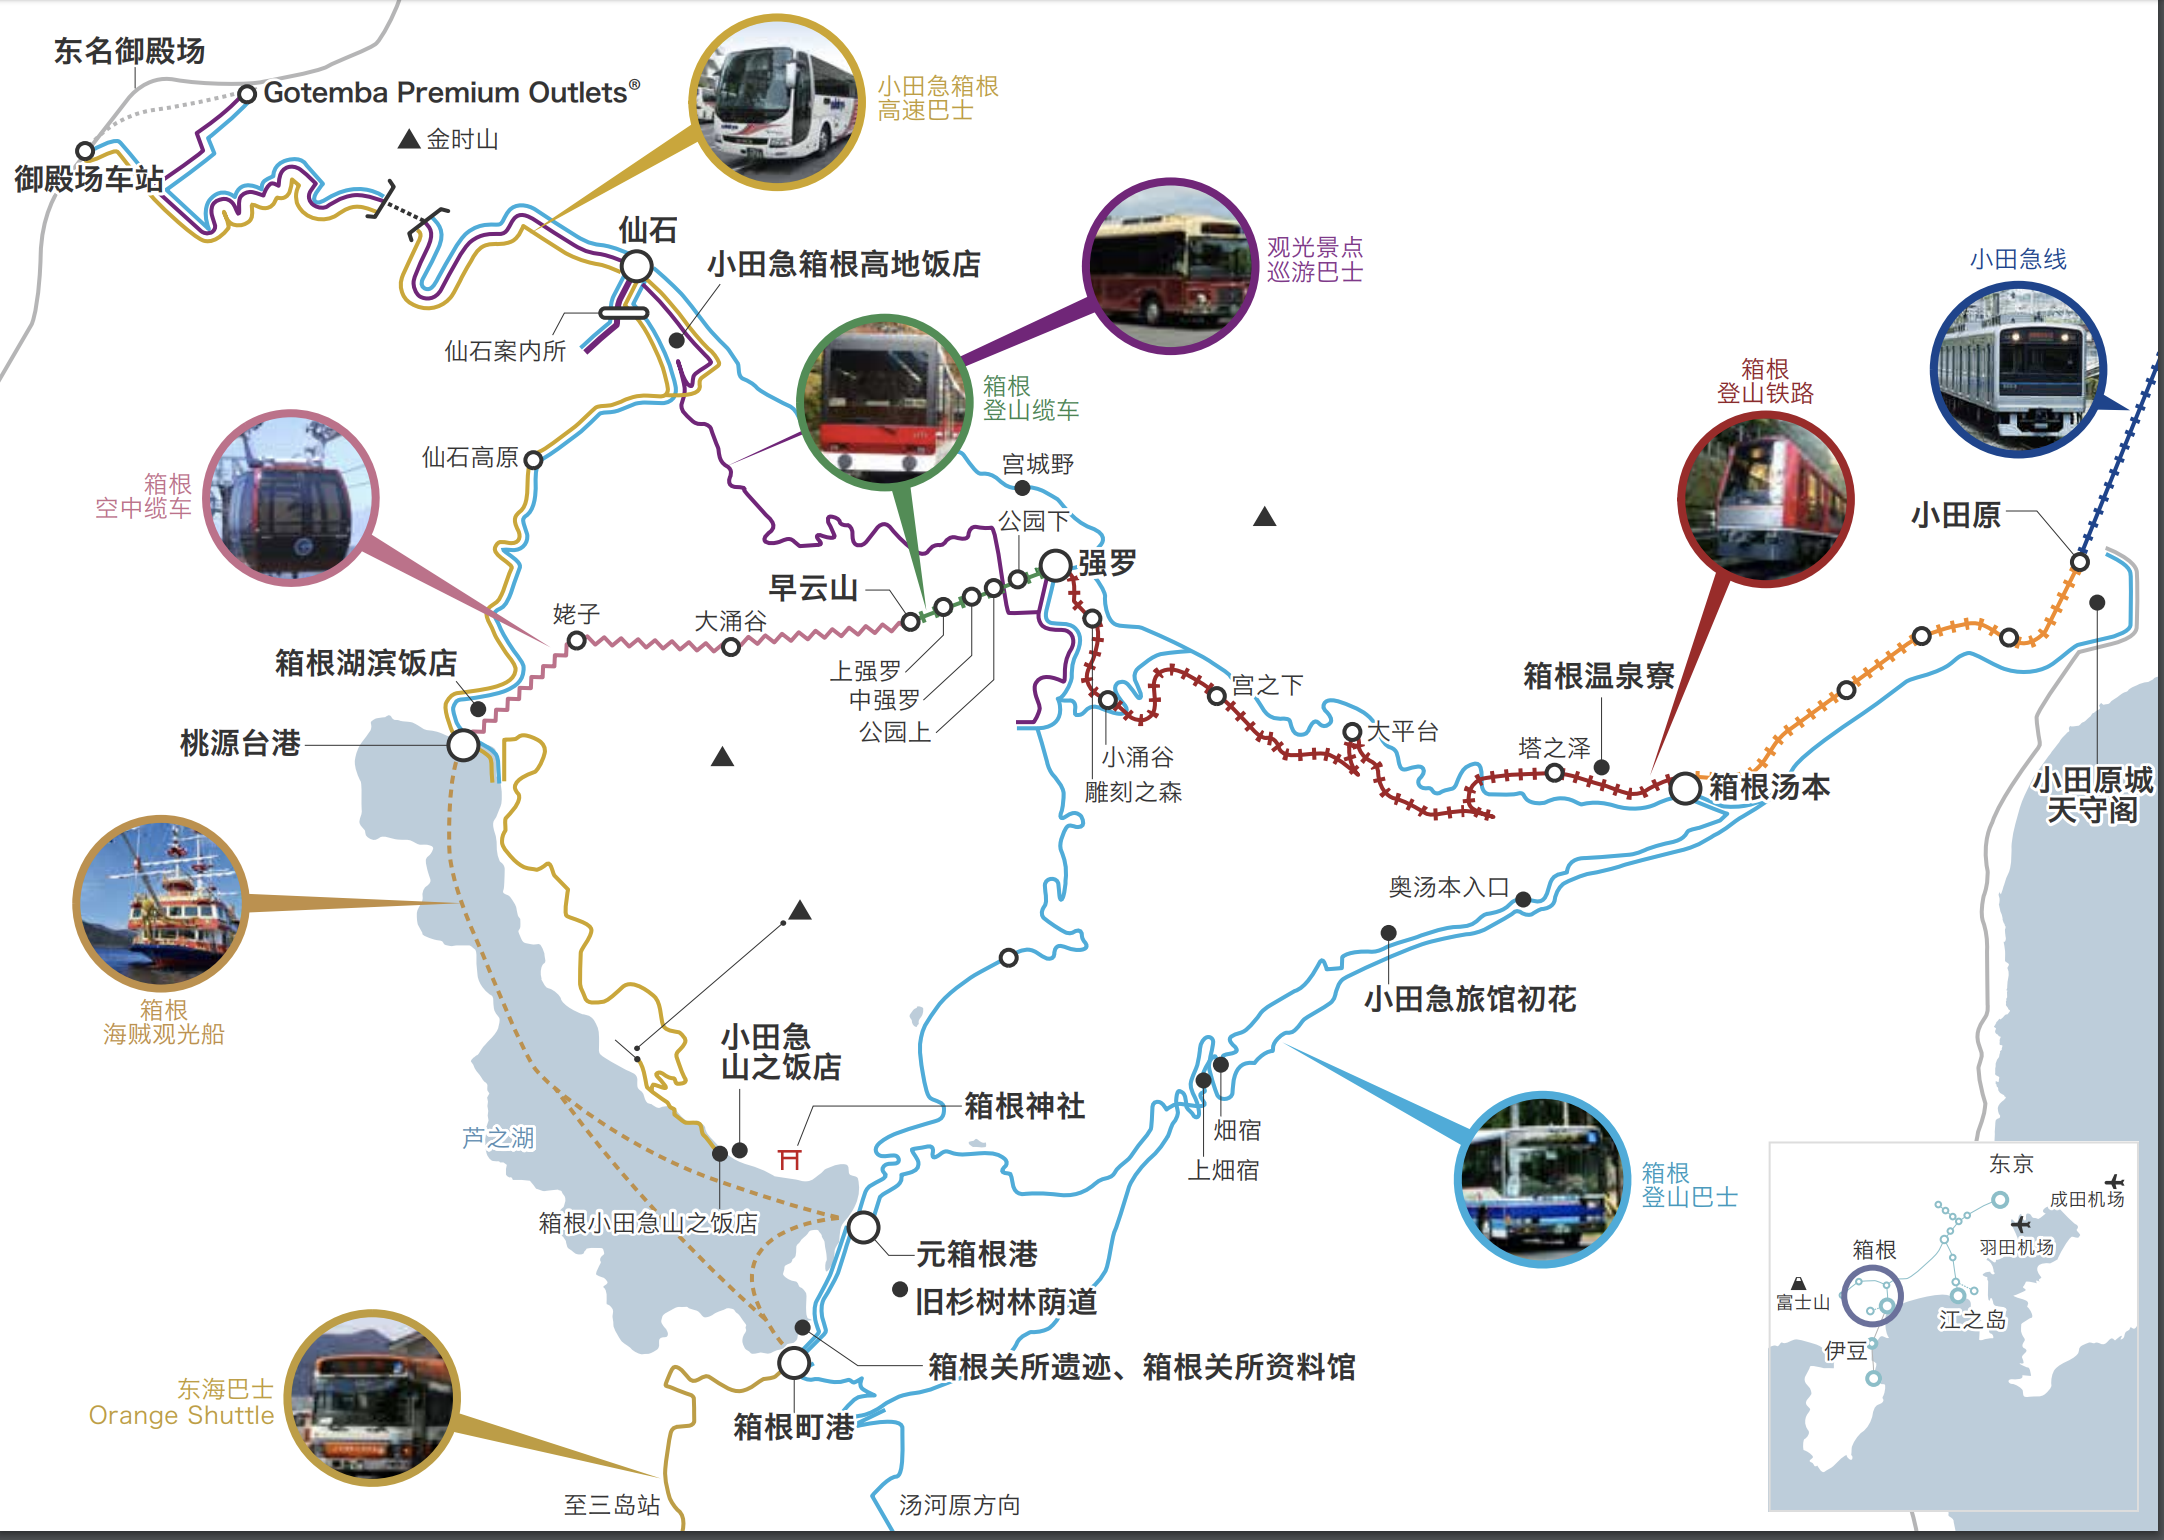 东名御殿场
Gotemba Premium Outlets®
御殿场车站
金时山
小田急箱根
高速巴士
仙石
小田急箱根高地饭店
仙石案内所
观光景点
巡游巴士
小田急线
箱根
登山缆车
箱根
登山铁路
仙石高原
箱根
空中缆车
宫城野
公园下
小田原
强罗
早云山
姥子
大涌谷
上强罗
中强罗
公园上
箱根湖滨饭店
桃源台港
宫之下
小涌谷
雕刻之森
大平台
箱根温泉寮
塔之泽
箱根汤本
小田原城
天守阁
奥汤本入口
小田急旅馆初花
箱根
海贼观光船
小田急
山之饭店
箱根神社
芦之湖
畑宿
上畑宿
箱根小田急山之饭店
箱根
登山巴士
元箱根港
旧杉树林荫道
箱根关所遗迹、箱根关所资料馆
箱根町港
东海巴士
Orange Shuttle
至三岛站
汤河原方向
东京
成田机场
羽田机场
箱根
富士山
江之岛
伊豆